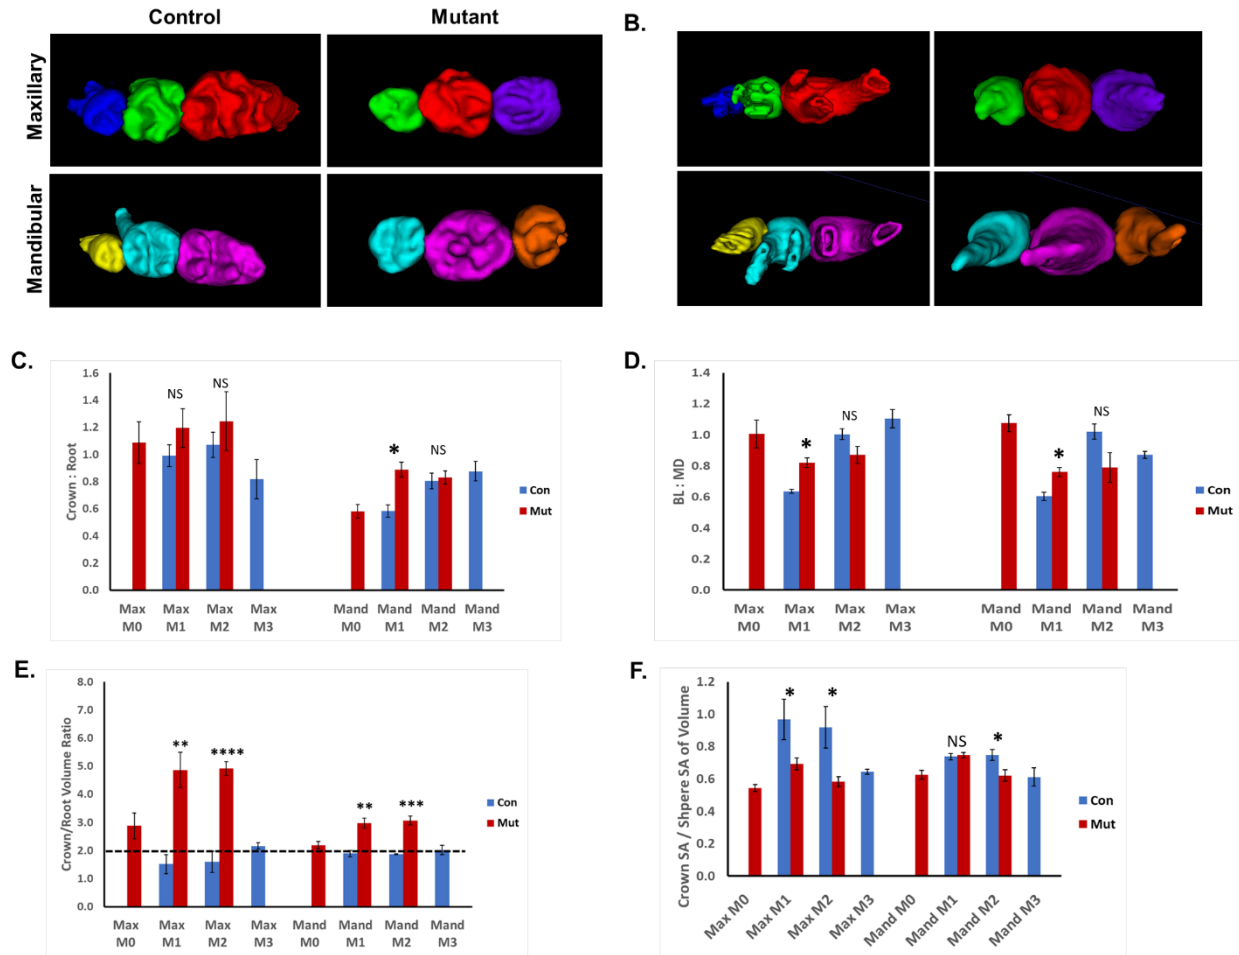 Control
Mutant
B.
Maxillary
Mandibular
C.
1.6
1.4
1.2
1.0
0.8
0.6
0.4
0.2
0.0
Crown : Root
NS
NS
*
NS
Con
Mut
Max M0
Max M1
Max M2
Max M3
Mand M0
Mand M1
Mand M2
Mand M3
D.
1.4
1.2
1.0
0.8
0.6
0.4
0.2
0.0
BL : MD
*
NS
*
NS
Con
Mut
Max M0
Max M1
Max M2
Max M3
Mand M0
Mand M1
Mand M2
Mand M3
E.
8.0
7.0
6.0
5.0
4.0
3.0
2.0
1.0
0.0
Crown/Root Volume Ratio
**
****
**
***
Con
Mut
Max M0
Max M1
Max M2
Max M3
Mand M0
Mand M1
Mand M2
Mand M3
F.
1.2
1.0
0.8
0.6
0.4
0.2
0.0
Crown SA / Shpere SA of Volume
*
*
NS
*
Con
Mut
Max M0
Max M1
Max M2
Max M3
Mand M0
Mand M1
Mand M2
Mand M3